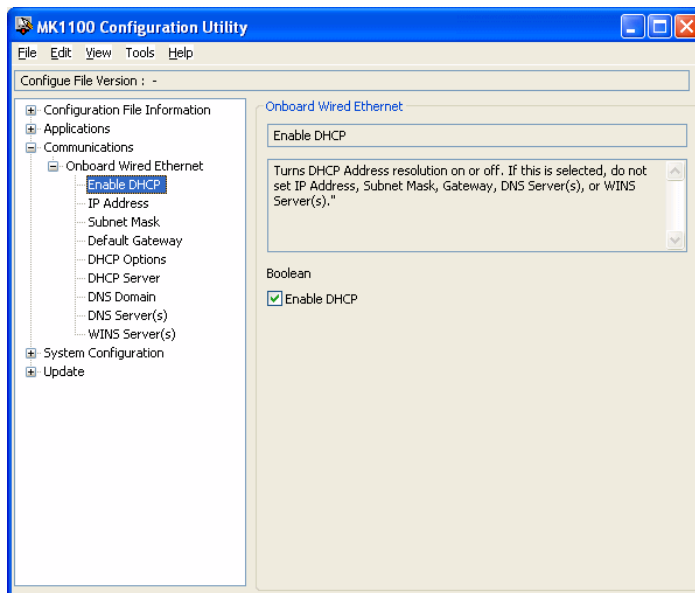 MK1100 Configuration Utility
File Edit View Tools Help
Configue File Version : -
Configuration File Information
Applications
Communications
Onboard Wired Ethernet
Enable DHCP
IP Address
Subnet Mask
Default Gateway
DHCP Options
DHCP Server
DNS Domain
DNS Server(s)
WINS Server(s)
System Configuration
Update
Onboard Wired Ethernet
Enable DHCP
Turns DHCP Address resolution on or off. If this is selected, do not
set IP Address, Subnet Mask, Gateway, DNS Server(s), or WINS
Server(s)."
Boolean
Enable DHCP